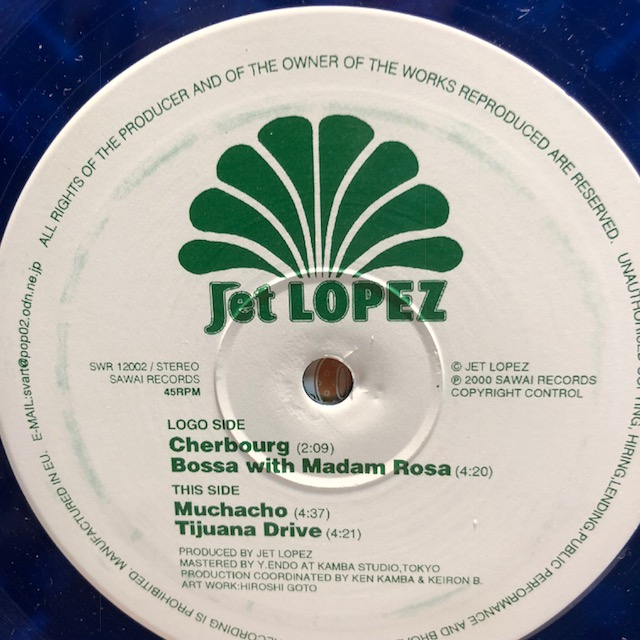 ALL RIGHTS OF THE PRODUCER AND OF THE OWNER OF THE WORKS REPRODUCED ARE RESERVED.
HIRING,LENDING,PUBLIC PERFORMANCE AND
RECORDING IS PROHIBITED. MANUFACTURED IN EU. E-MAIL:svari@pop02.odn.ne.jp
Jet LOPEZ
SWR 12002 / STEREO
SAWAI RECORDS
45RPM
© JET LOPEZ
℗ 2000 SAWAI RECORDS
COPYRIGHT CONTROL
LOGO SIDE
Cherbourg (2:09)
Bossa with Madam Rosa (4:20)
THIS SIDE
Muchacho (4:37)
Tijuana Drive (4:21)
PRODUCED BY JET LOPEZ
MASTERED BY Y.ENDO AT KAMBA STUDIO,TOKYO
PRODUCTION COORDINATED BY KEN KAMBA & KEIRON B.
ART WORK:HIROSHI GOTO